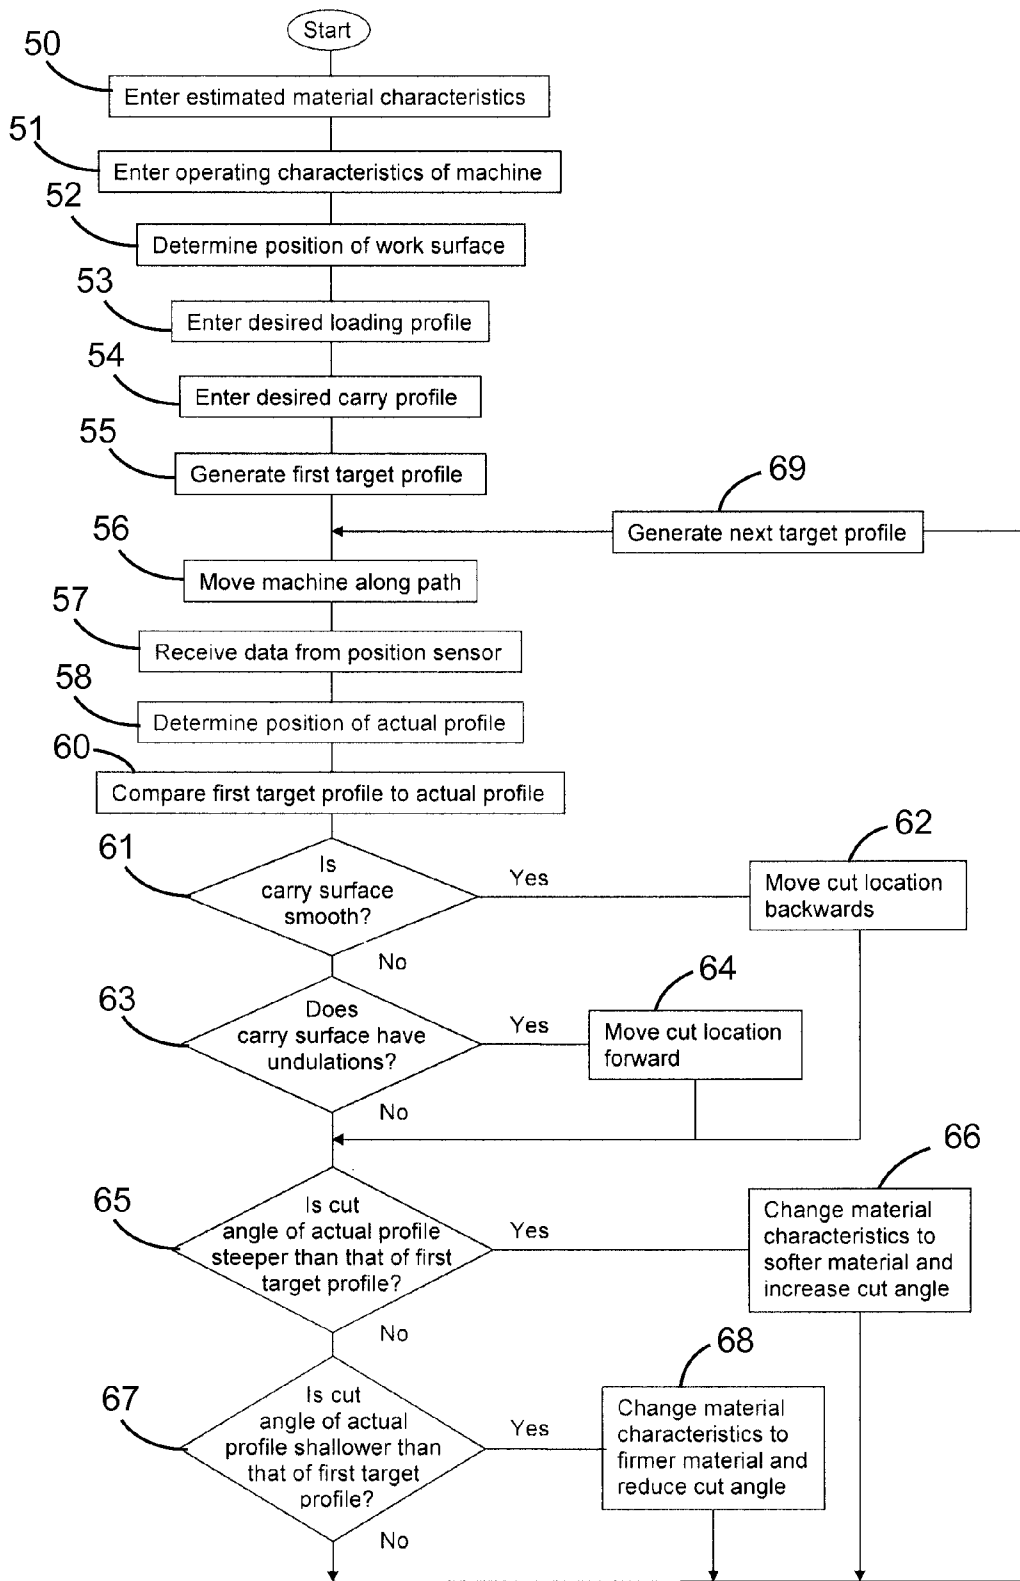 Start
50
Enter estimated material characteristics
51
Enter operating characteristics of machine
52
Determine position of work surface
53
Enter desired loading profile
54
Enter desired carry profile
55
Generate first target profile
69
Generate next target profile
56
Move machine along path
57
Receive data from position sensor
58
Determine position of actual profile
60
Compare first target profile to actual profile
61
Is
carry surface
smooth?
Yes
62
Move cut location
backwards
No
63
Does
carry surface have
undulations?
Yes
64
Move cut location
forward
No
65
Is cut
angle of actual profile
steeper than that of first
target profile?
Yes
66
Change material
characteristics to
softer material and
increase cut angle
No
67
Is cut
angle of actual
profile shallower than
that of first target
profile?
Yes
68
Change material
characteristics to
firmer material and
reduce cut angle
No